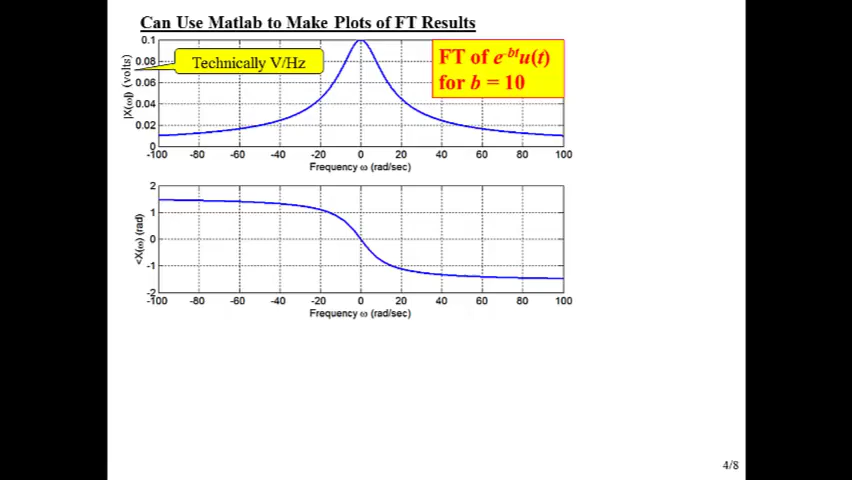 Can Use Matlab to Make Plots of FT Results
Technically V/Hz
FT of e^-bt u(t)
for b = 10
|X(ω)| (volts)
0.1
0.08
0.06
0.04
0.02
0
-100 -80 -60 -40 -20 0 20 40 60 80 100
Frequency ω (rad/sec)
<X(ω) (rad)
2
1
0
-1
-2
-100 -80 -60 -40 -20 0 20 40 60 80 100
Frequency ω (rad/sec)
4/8